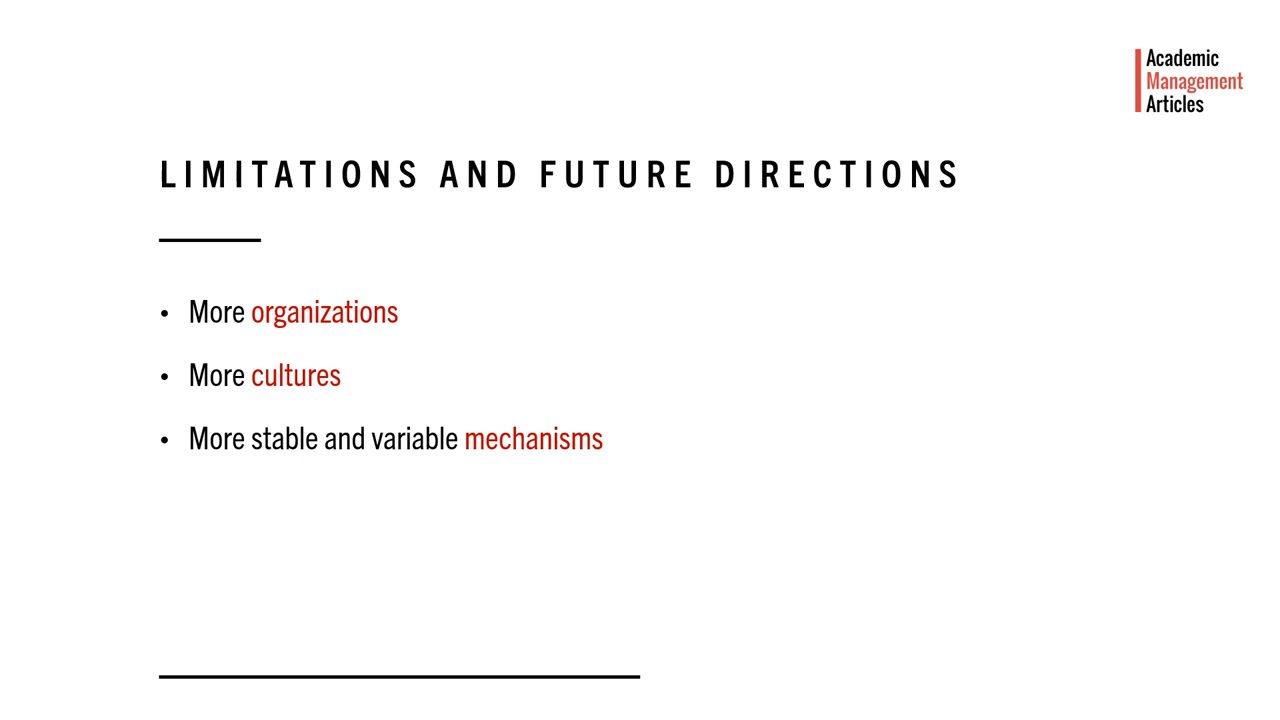 Academic
Management
Articles
LIMITATIONS AND FUTURE DIRECTIONS
• More organizations
• More cultures
• More stable and variable mechanisms